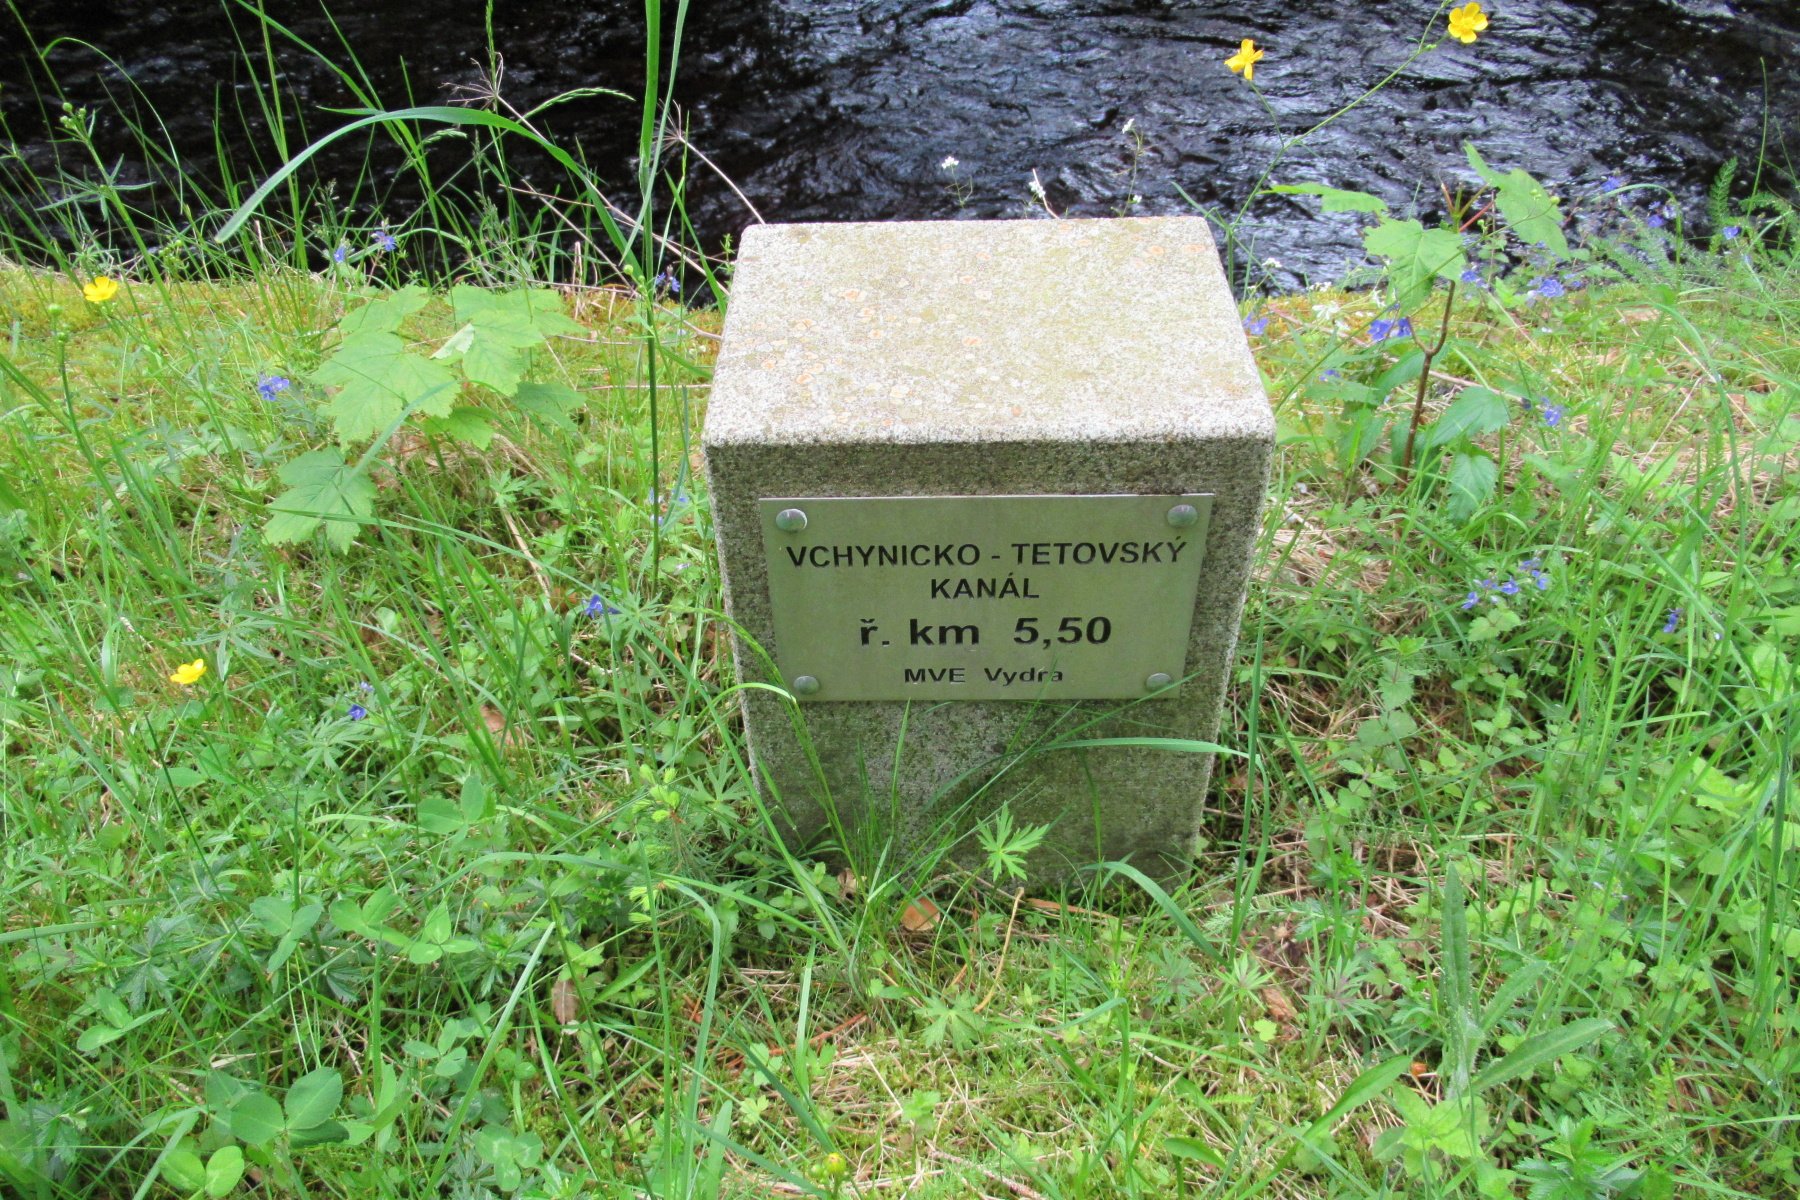 VCHYNICKO - TETOVSKÝ
KANÁL
ř. km 5,50
MVE Vydra